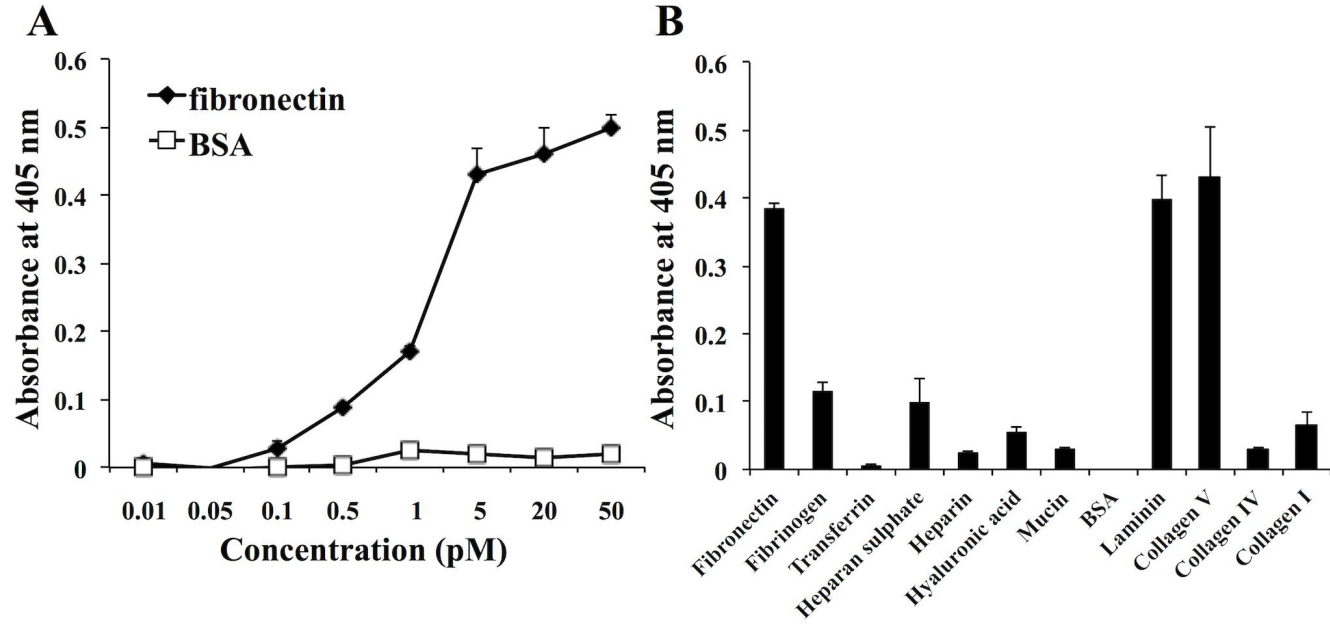 A
Absorbance at 405 nm
0.6
0.5
0.4
0.3
0.2
0.1
0
fibronectin
BSA
0.01 0.05 0.1 0.5 1 5 20 50
Concentration (pM)
B
Absorbance at 405 nm
0.6
0.5
0.4
0.3
0.2
0.1
0
Fibronectin
Fibrinogen
Transferrin
Heparan sulphate
Heparin
Hyaluronic acid
Mucin
BSA
Laminin
Collagen V
Collagen IV
Collagen I